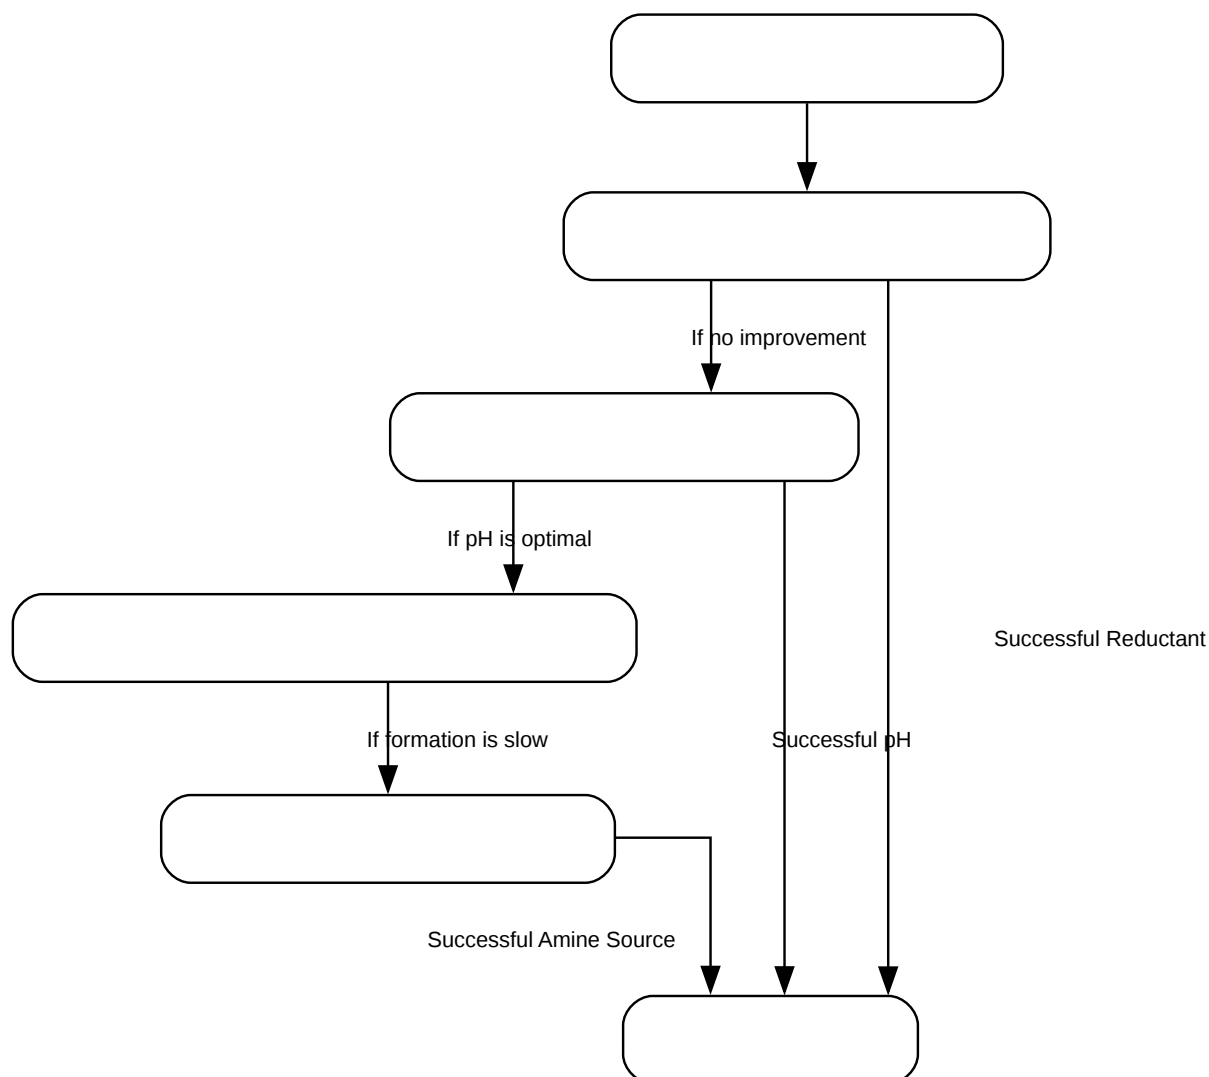 If no improvement
If pH is optimal
Successful Reductant
If formation is slow
Successful pH
Successful Amine Source